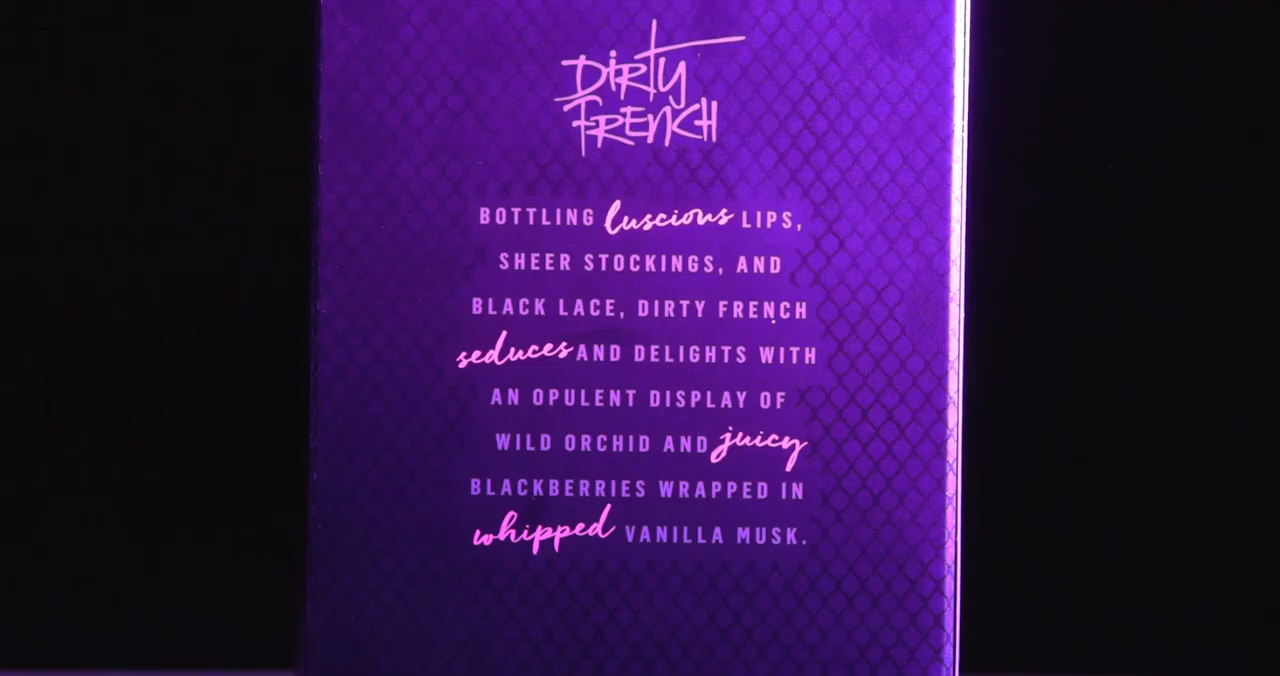 DIRTY
FRENCH
BOTTLING luscious LIPS,
SHEER STOCKINGS, AND
BLACK LACE, DIRTY FRENCH
seduces AND DELIGHTS WITH
AN OPULENT DISPLAY OF
WILD ORCHID AND juicy
BLACKBERRIES WRAPPED IN
whipped VANILLA MUSK.